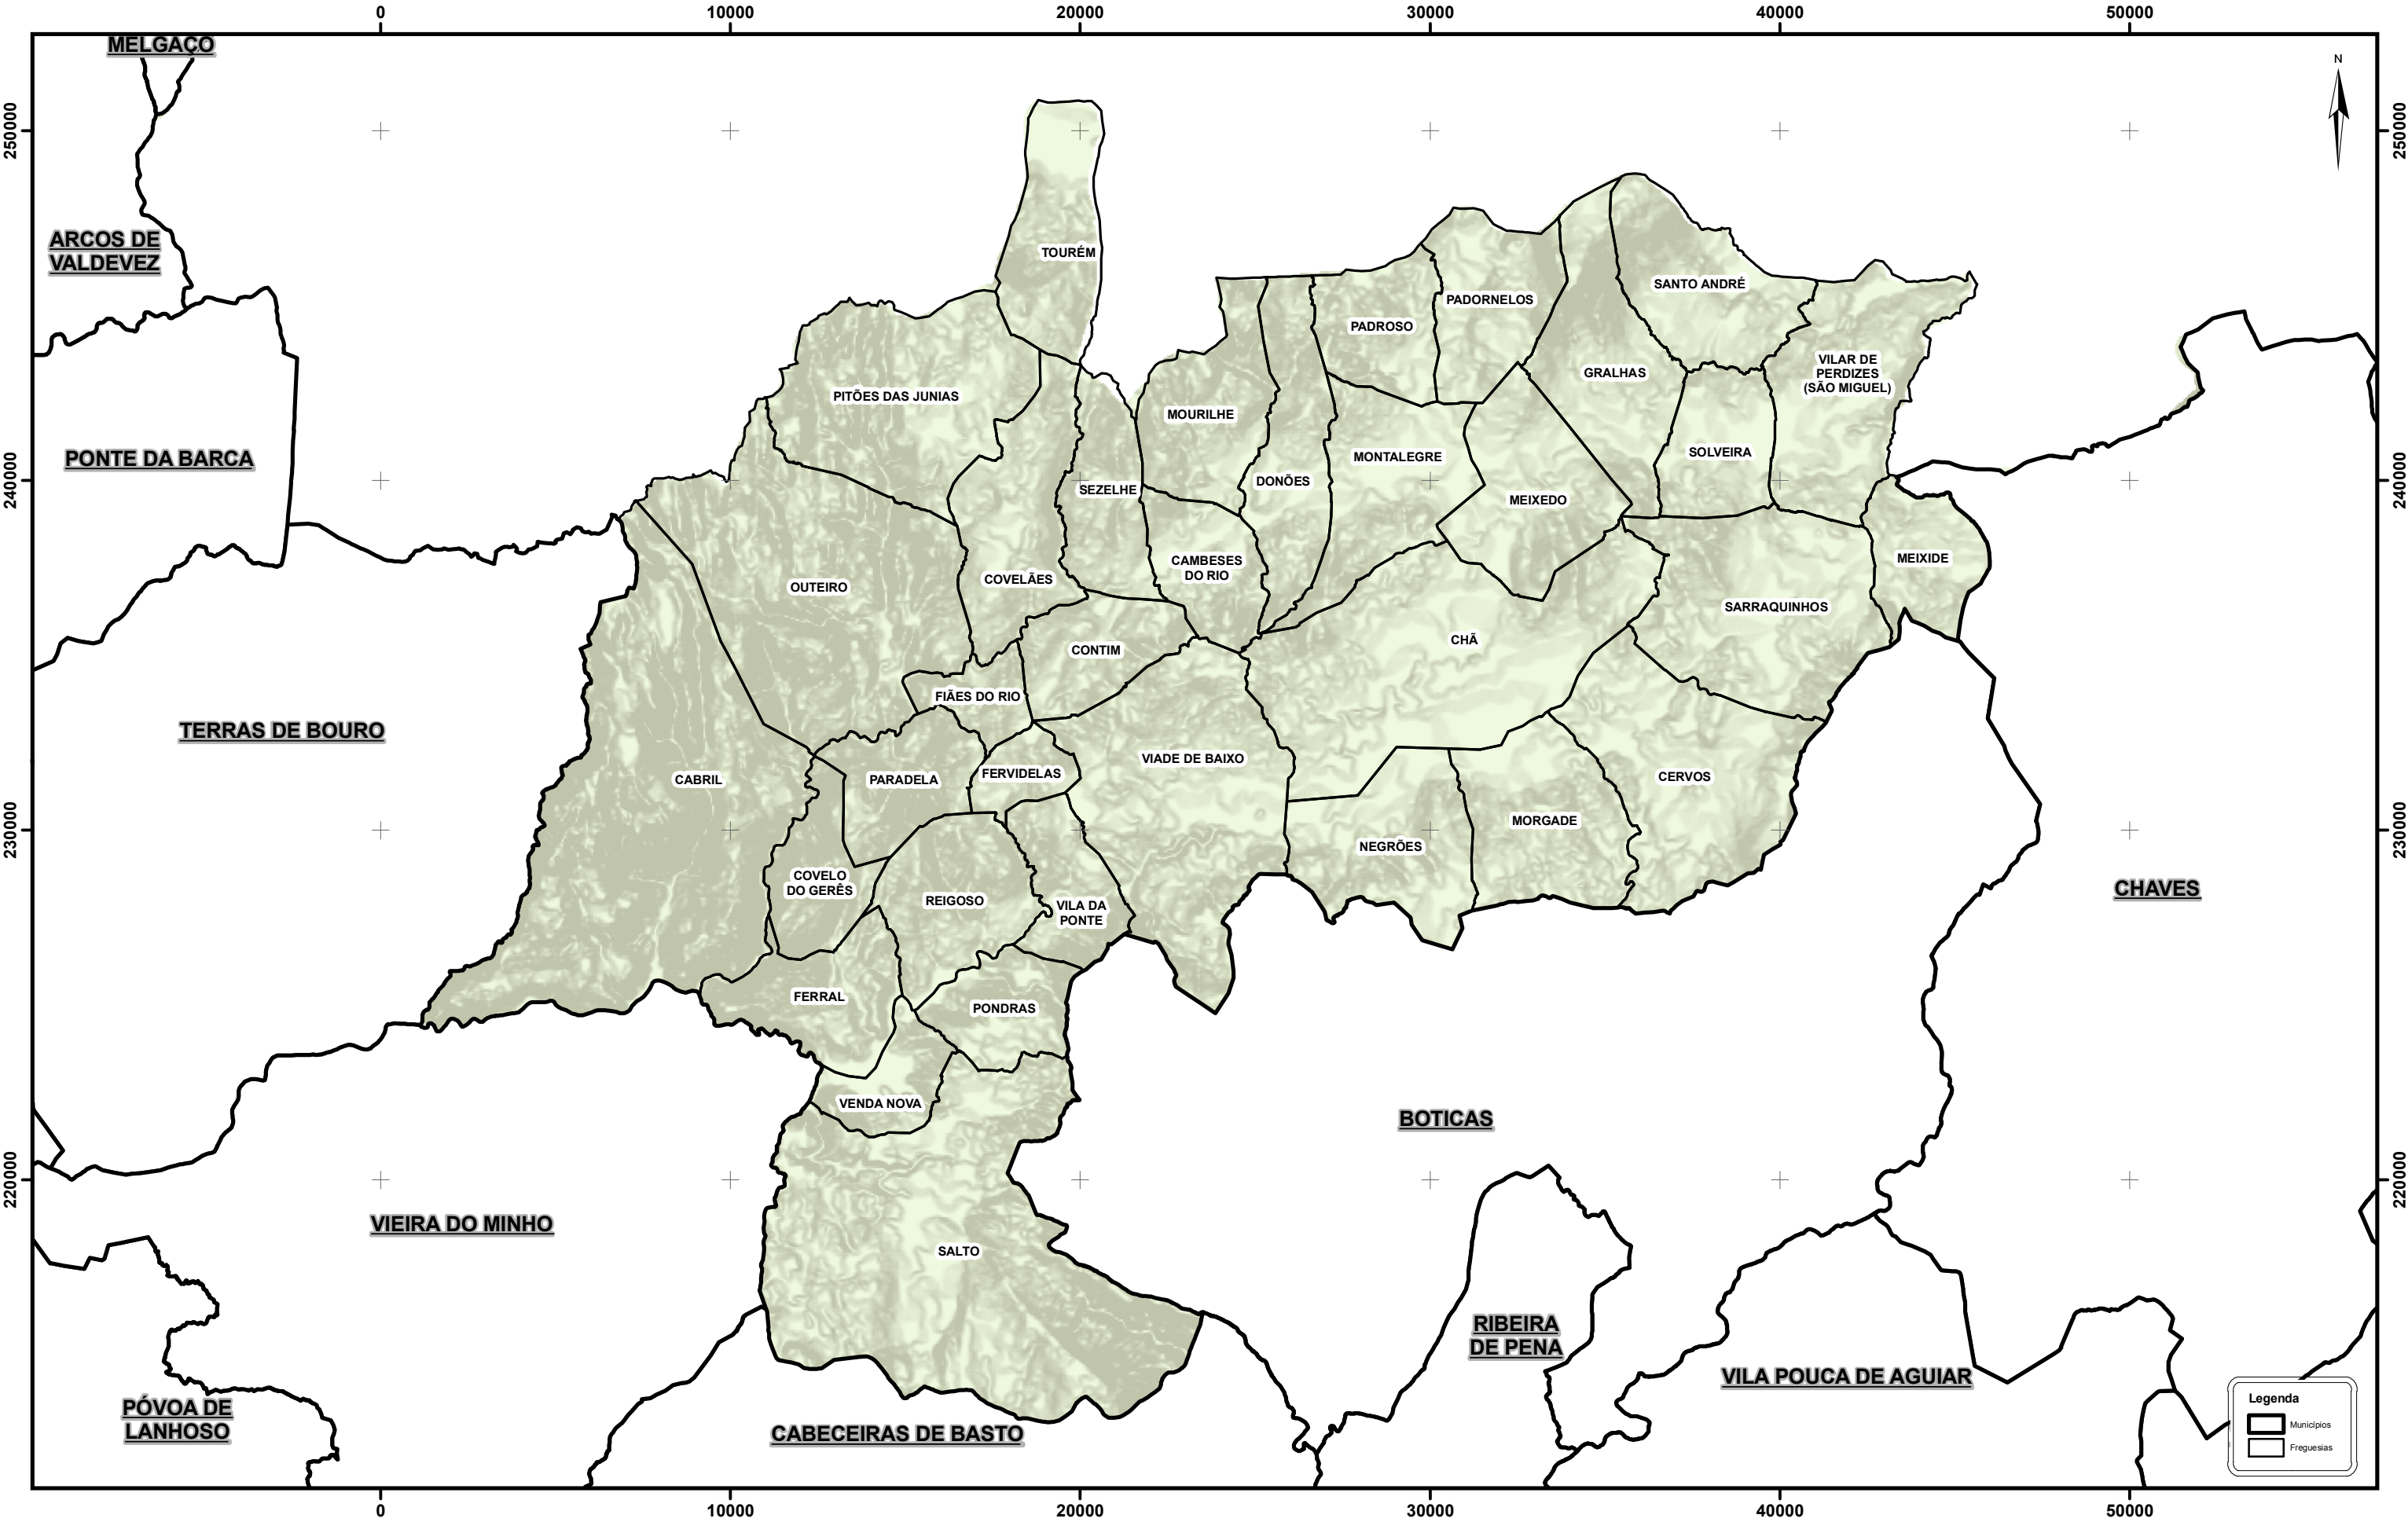 0 10000 20000 30000 40000 50000
MELGAÇO
N
250000
250000
ARCOS DE
VALDEVEZ
TOURÉM
SANTO ANDRÉ
PADORNELOS
PADROSO
VILAR DE
PERDIZES
(SÃO MIGUEL)
GRALHAS
PITÕES DAS JUNIAS
MOURILHE
PONTE DA BARCA
MONTALEGRE
SOLVEIRA
240000
240000
DONÕES
SEZELHE
MEIXEDO
CAMBESES
DO RIO
MEIXIDE
COVELÃES
OUTEIRO
SARRAQUINHOS
CHÃ
CONTIM
FIÃES DO RIO
TERRAS DE BOURO
VIADE DE BAIXO
FERVIDELAS
CABRIL
PARADELA
CERVOS
MORGADE
230000
230000
NEGRÕES
COVELO
DO GERÊS
CHAVES
REIGOSO
VILA DA
PONTE
FERRAL
PONDRAS
VENDA NOVA
BOTICAS
220000
220000
VIEIRA DO MINHO
SALTO
RIBEIRA
DE PENA
VILA POUCA DE AGUIAR
PÓVOA DE
LANHOSO
CABECEIRAS DE BASTO
Legenda
Municípios
Freguesias
0 10000 20000 30000 40000 50000